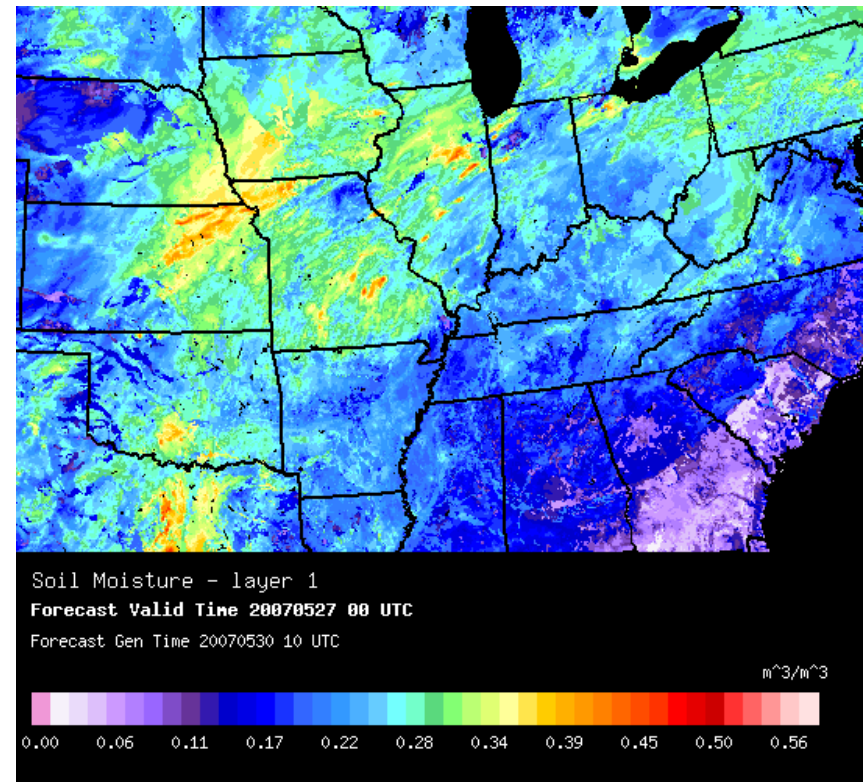 Soil Moisture - layer 1
Forecast Valid Time 20070527 00 UTC
Forecast Gen Time 20070530 10 UTC
m^3/m^3
0.00 0.06 0.11 0.17 0.22 0.28 0.34 0.39 0.45 0.50 0.56